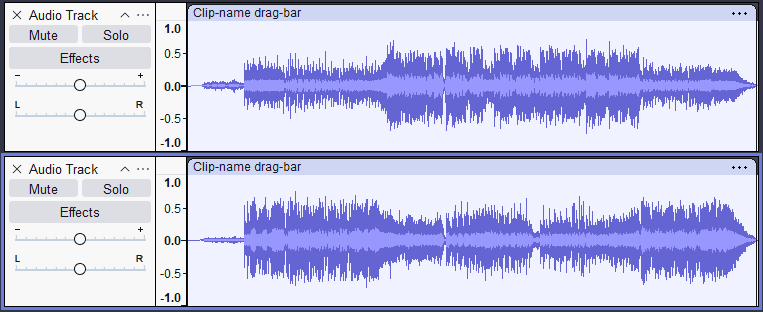 Audio Track
Mute Solo
Effects
- +
L R
1.0
0.5
0.0
-0.5
-1.0
Clip-name drag-bar
Audio Track
Mute Solo
Effects
- +
L R
1.0
0.5
0.0
-0.5
-1.0
Clip-name drag-bar